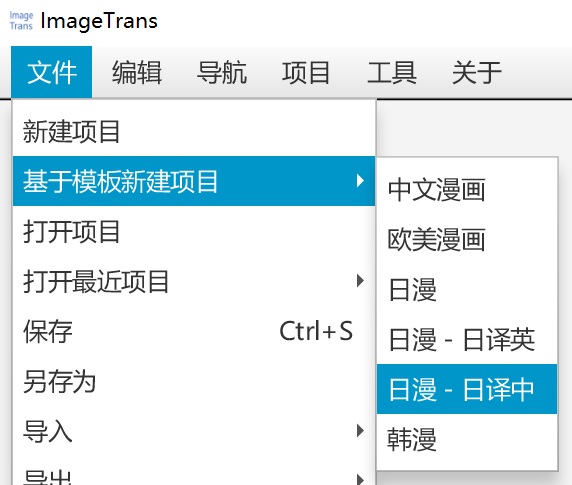 Image
Trans
ImageTrans
文件 编辑 导航 项目 工具 关于
新建项目
基于模板新建项目
打开项目
打开最近项目
保存 Ctrl+S
另存为
导入
导出
中文漫画
欧美漫画
日漫
日漫 - 日译英
日漫 - 日译中
韩漫